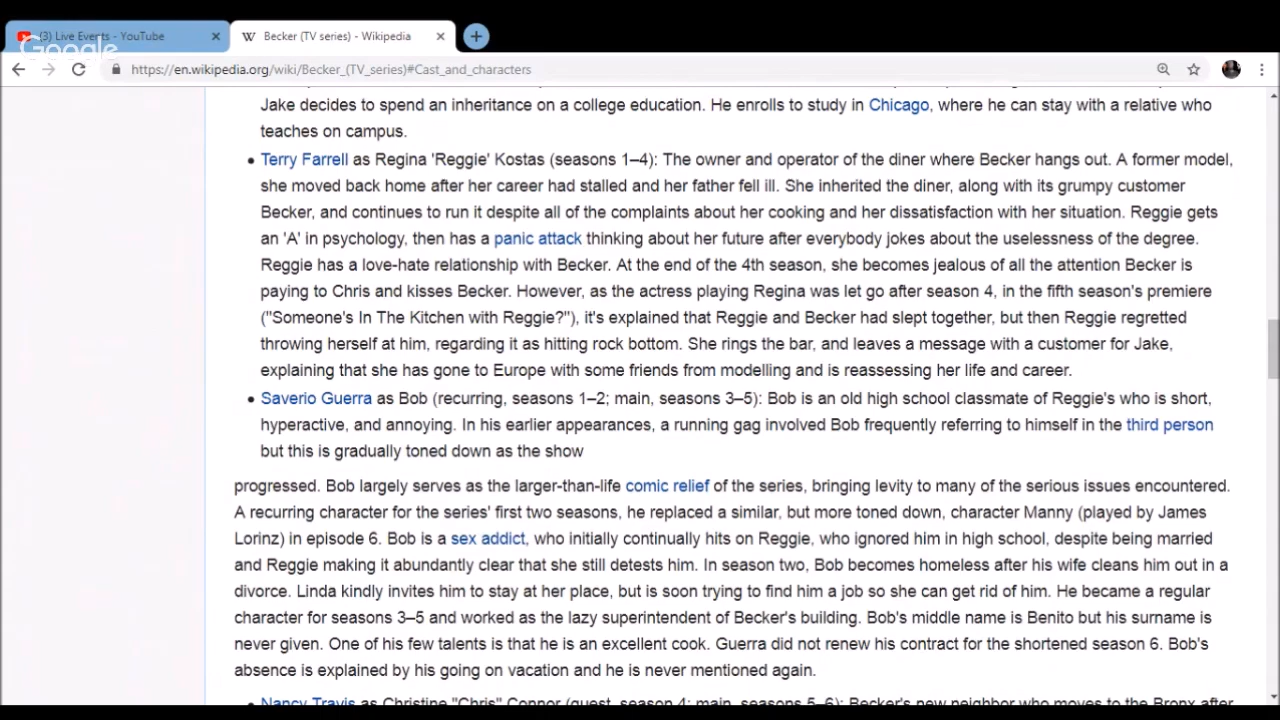 (3) Live Events - YouTube
Becker (TV series) - Wikipedia
Google
https://en.wikipedia.org/wiki/Becker_(TV_series)#Cast_and_characters
Jake decides to spend an inheritance on a college education. He enrolls to study in Chicago, where he can stay with a relative who
teaches on campus.
Terry Farrell as Regina 'Reggie' Kostas (seasons 1–4): The owner and operator of the diner where Becker hangs out. A former model,
she moved back home after her career had stalled and her father fell ill. She inherited the diner, along with its grumpy customer
Becker, and continues to run it despite all of the complaints about her cooking and her dissatisfaction with her situation. Reggie gets
an 'A' in psychology, then has a panic attack thinking about her future after everybody jokes about the uselessness of the degree.
Reggie has a love-hate relationship with Becker. At the end of the 4th season, she becomes jealous of all the attention Becker is
paying to Chris and kisses Becker. However, as the actress playing Regina was let go after season 4, in the fifth season's premiere
("Someone's In The Kitchen with Reggie?"), it's explained that Reggie and Becker had slept together, but then Reggie regretted
throwing herself at him, regarding it as hitting rock bottom. She rings the bar, and leaves a message with a customer for Jake,
explaining that she has gone to Europe with some friends from modelling and is reassessing her life and career.
Saverio Guerra as Bob (recurring, seasons 1–2; main, seasons 3–5): Bob is an old high school classmate of Reggie's who is short,
hyperactive, and annoying. In his earlier appearances, a running gag involved Bob frequently referring to himself in the third person
but this is gradually toned down as the show
progressed. Bob largely serves as the larger-than-life comic relief of the series, bringing levity to many of the serious issues encountered.
A recurring character for the series' first two seasons, he replaced a similar, but more toned down, character Manny (played by James
Lorinz) in episode 6. Bob is a sex addict, who initially continually hits on Reggie, who ignored him in high school, despite being married
and Reggie making it abundantly clear that she still detests him. In season two, Bob becomes homeless after his wife cleans him out in a
divorce. Linda kindly invites him to stay at her place, but is soon trying to find him a job so she can get rid of him. He became a regular
character for seasons 3–5 and worked as the lazy superintendent of Becker's building. Bob's middle name is Benito but his surname is
never given. One of his few talents is that he is an excellent cook. Guerra did not renew his contract for the shortened season 6. Bob's
absence is explained by his going on vacation and he is never mentioned again.
Nancy Travis as Christine "Chris" Connor (guest, season 4; main, seasons 5–6): Becker's new neighbor who moves to the Bronx after